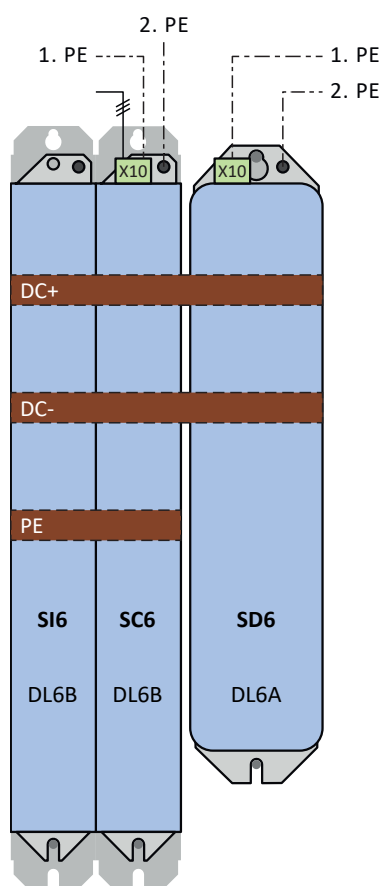 2. PE
1. PE
1. PE
2. PE
X10
X10
DC+
DC-
PE
SI6
SC6
SD6
DL6B
DL6B
DL6A